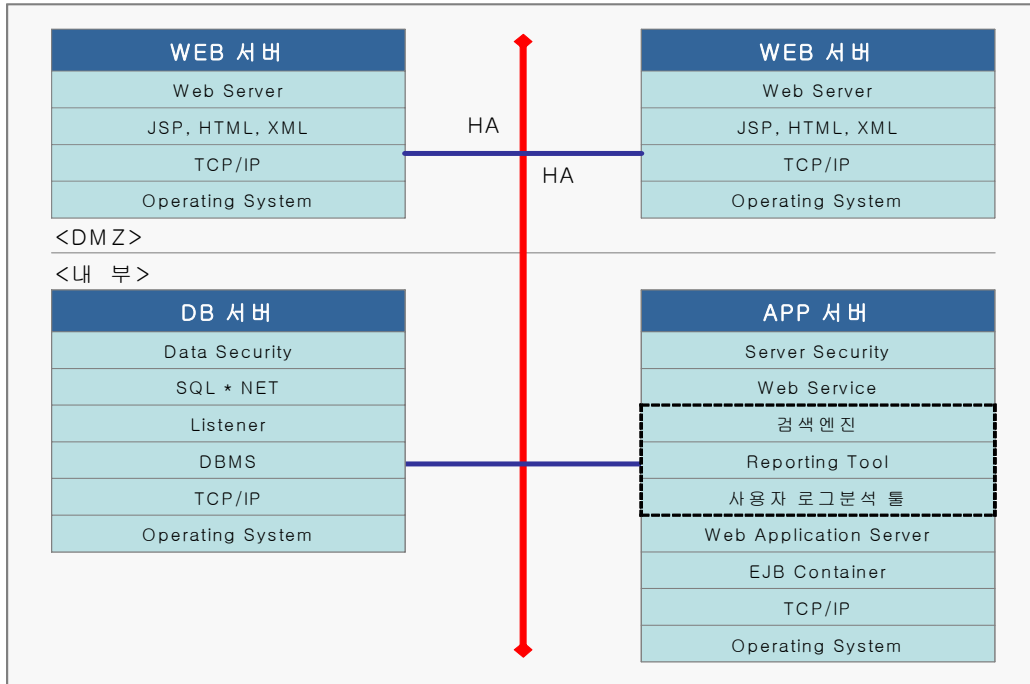 WEB 서버
Web Server
JSP, HTML, XML
TCP/IP
Operating System
HA
HA
WEB 서버
Web Server
JSP, HTML, XML
TCP/IP
Operating System
<DMZ>
<내 부>
DB 서버
Data Security
SQL * NET
Listener
DBMS
TCP/IP
Operating System
APP 서버
Server Security
Web Service
검색엔진
Reporting Tool
사용자 로그분석 툴
Web Application Server
EJB Container
TCP/IP
Operating System